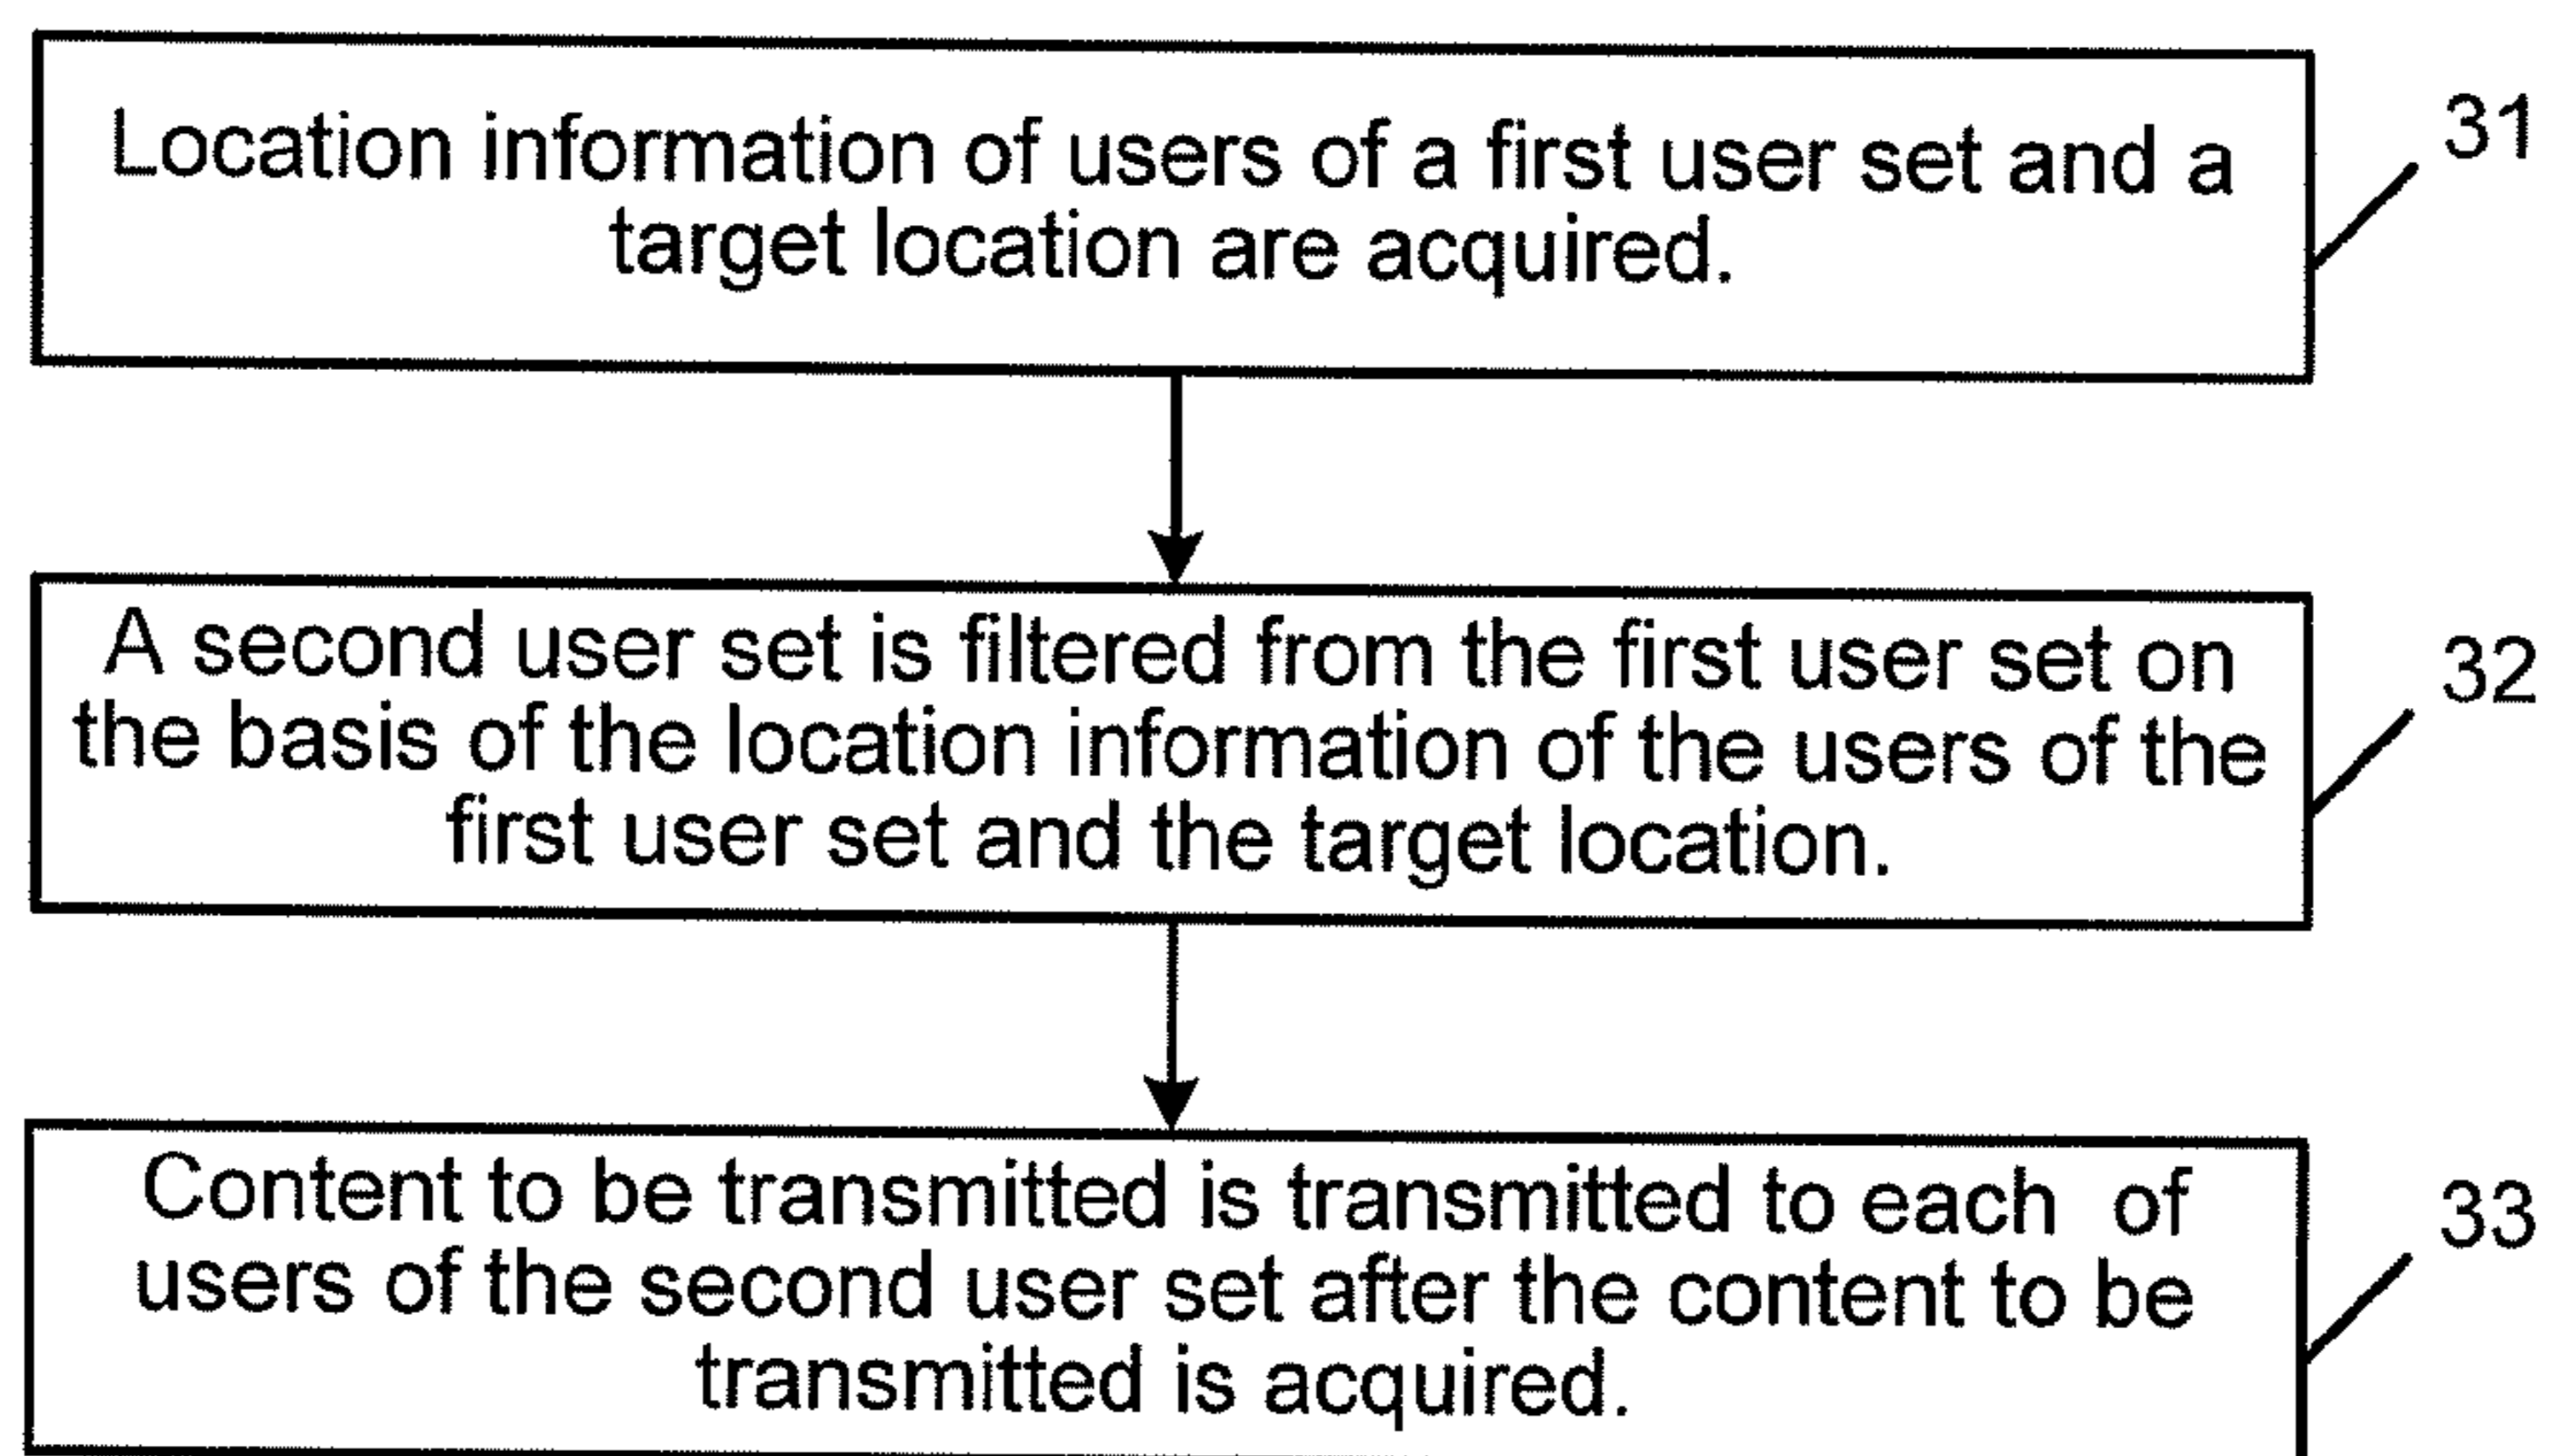 Location information of users of a first user set and a
target location are acquired.
31
A second user set is filtered from the first user set on
the basis of the location information of the users of the
first user set and the target location.
32
Content to be transmitted is transmitted to each of
users of the second user set after the content to be
transmitted is acquired.
33